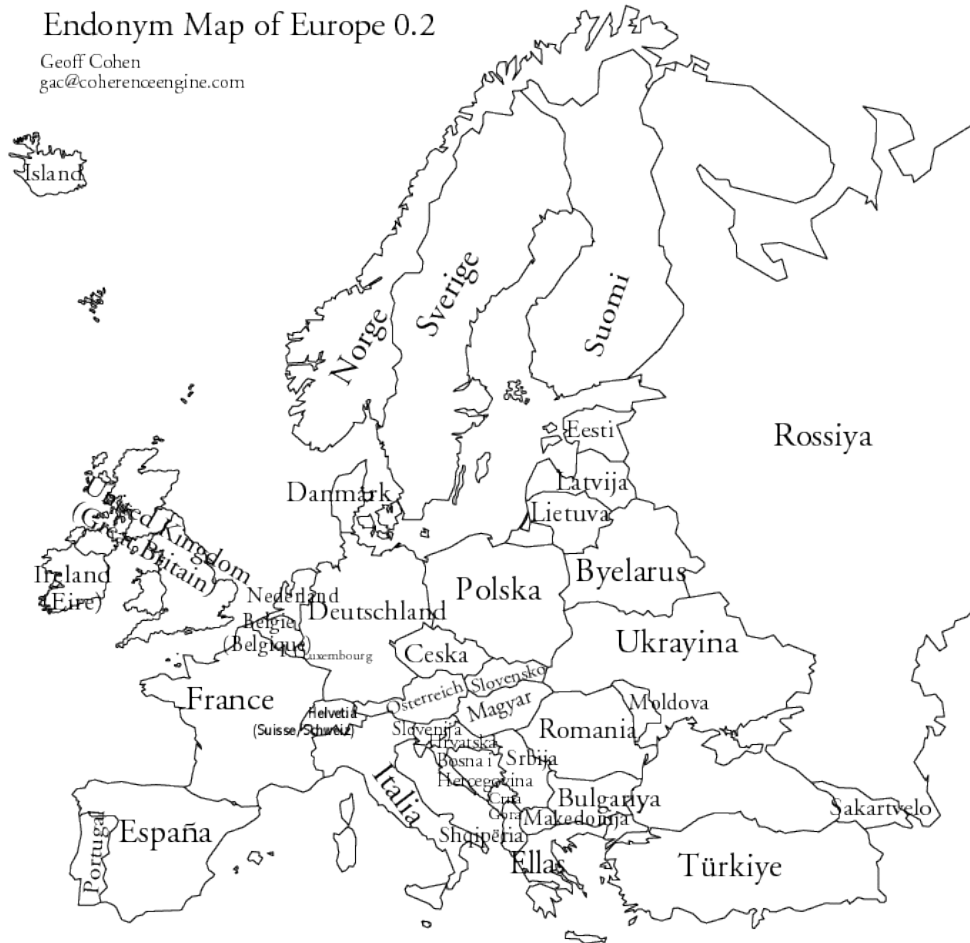 Endonym Map of Europe 0.2
Geoff Cohen
gac@coherenceengine.com
Island
Norge
Sverige
Suomi
Rossiya
Eesti
Latvija
Lietuva
Danmark
United Kingdom
(Great Britain)
Ireland
(Eire)
Byelarus
Polska
Nederland
Deutschland
Belgie
(Belgique)
Luxembourg
Ceska
Ukrayina
Slovensko
Österreich
France
Magyar
Moldova
Helvetia
(Suisse/Schweiz)
Slovenija
Romania
Hrvatska
Bosna i
Hercegovina
Srbija
Italia
Crna
Gora
Bulgariya
Sakartvelo
Makedonija
Shqipëria
España
Portugal
Ellas
Türkiye